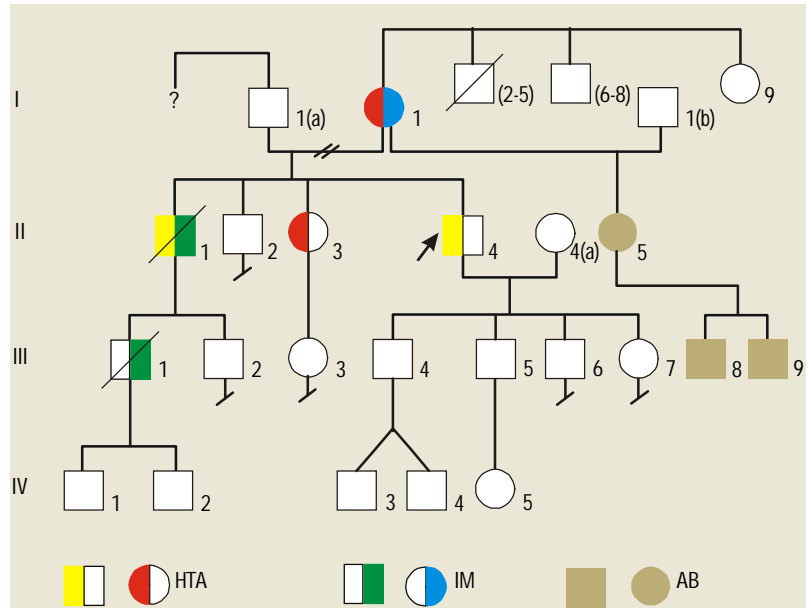 I ? 1(a) 1 (2-5) (6-8) 1(b) 9
II 1 2 3 4 4(a) 5
III 1 2 3 4 5 6 7 8 9
IV 1 2 3 4 5
HTA IM AB